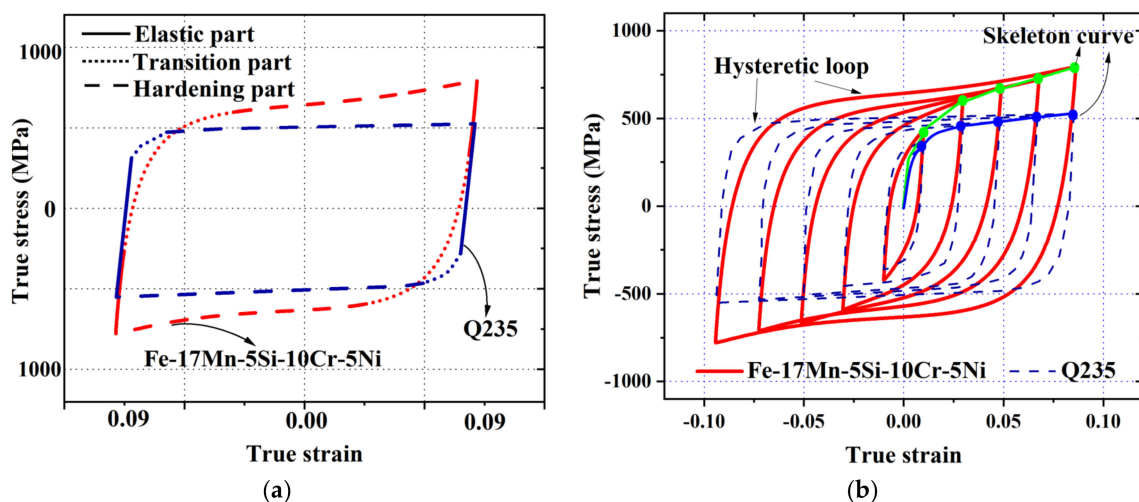 Elastic part
Transition part
Hardening part
1000
500
0
1000
True stress (MPa)
Q235
Fe-17Mn-5Si-10Cr-5Ni
0.09 0.00 0.09
True strain
(a)
1000
500
0
-500
-1000
True stress (MPa)
Skeleton curve
Hysteretic loop
Fe-17Mn-5Si-10Cr-5Ni Q235
-0.10 -0.05 0.00 0.05 0.10
True strain
(b)